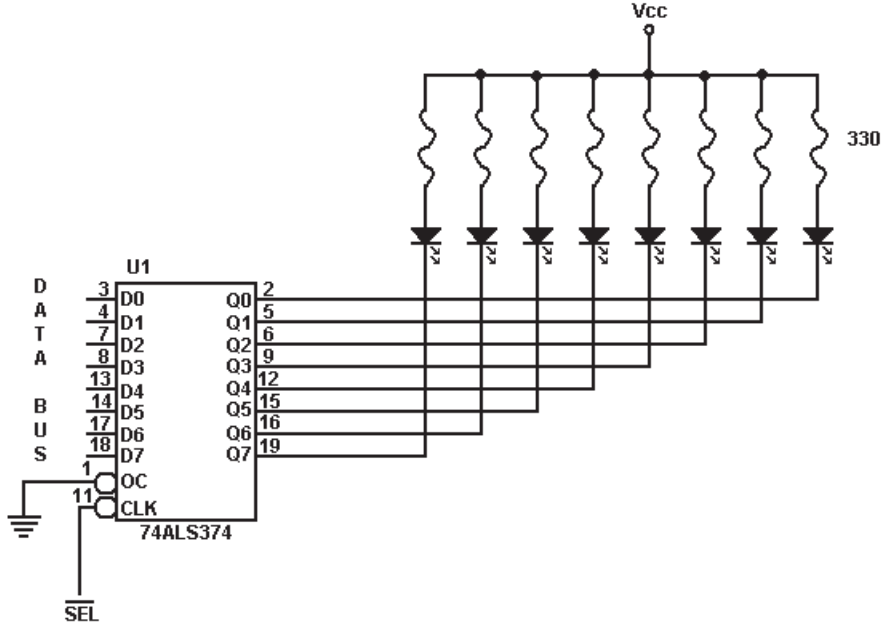 Vcc
330
U1
DATA BUS
3 D0 Q0 2
4 D1 Q1 5
7 D2 Q2 6
8 D3 Q3 9
13 D4 Q4 12
14 D5 Q5 15
17 D6 Q6 16
18 D7 Q7 19
1 OC
11 CLK
74ALS374
SEL